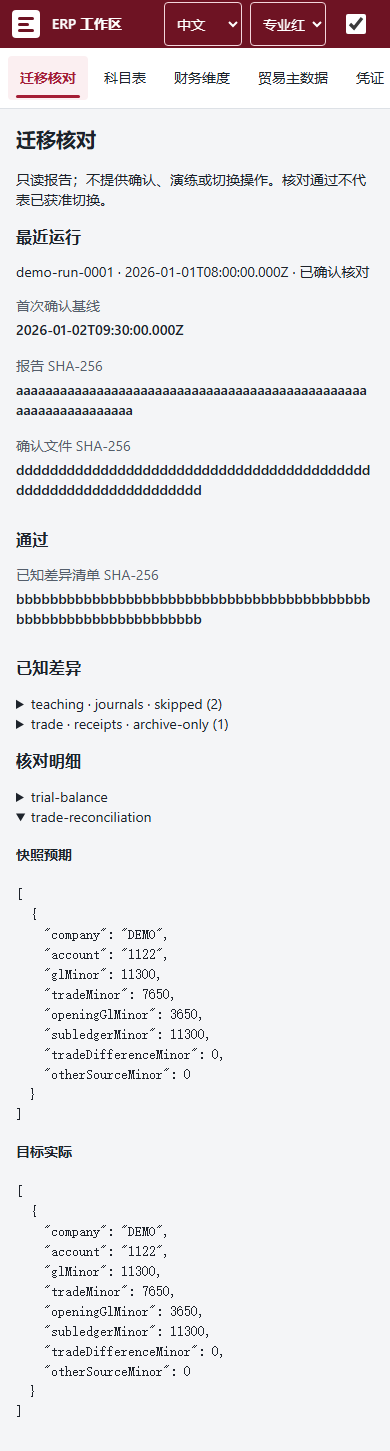 ERP 工作区
中文
专业红
迁移核对
科目表
财务维度
贸易主数据
凭证
迁移核对
只读报告；不提供确认、演练或切换操作。核对通过不代
表已获准切换。
最近运行
demo-run-0001 · 2026-01-01T08:00:00.000Z · 已确认核对
首次确认基线
2026-01-02T09:30:00.000Z
报告 SHA-256
aaaaaaaaaaaaaaaaaaaaaaaaaaaaaaaaaaaaaaaaaaaaaaaa
aaaaaaaaaaaaaaaa
确认文件 SHA-256
dddddddddddddddddddddddddddddddddddddddddd
dddddddddddddddddddddd
通过
已知差异清单 SHA-256
bbbbbbbbbbbbbbbbbbbbbbbbbbbbbbbbbbbbbbbbbb
bbbbbbbbbbbbbbbbbbbbbb
已知差异
▶ teaching · journals · skipped (2)
▶ trade · receipts · archive-only (1)
核对明细
▶ trial-balance
▼ trade-reconciliation
快照预期
[
  {
    "company": "DEMO",
    "account": "1122",
    "glMinor": 11300,
    "tradeMinor": 7650,
    "openingGlMinor": 3650,
    "subledgerMinor": 11300,
    "tradeDifferenceMinor": 0,
    "otherSourceMinor": 0
  }
]
目标实际
[
  {
    "company": "DEMO",
    "account": "1122",
    "glMinor": 11300,
    "tradeMinor": 7650,
    "openingGlMinor": 3650,
    "subledgerMinor": 11300,
    "tradeDifferenceMinor": 0,
    "otherSourceMinor": 0
  }
]